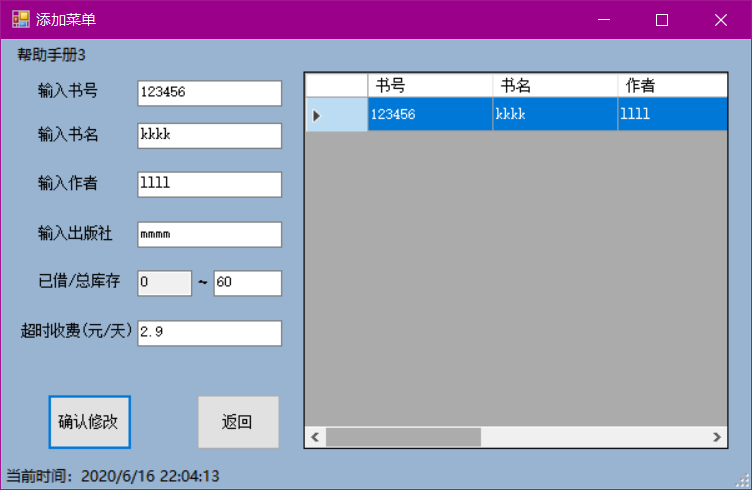 添加菜单
帮助手册3
输入书号 123456
输入书名 kkkk
输入作者 llll
输入出版社 mmmm
已借/总库存 0 ~ 60
超时收费(元/天) 2.9
确认修改 返回
书号 书名 作者
123456 kkkk llll
当前时间: 2020/6/16 22:04:13